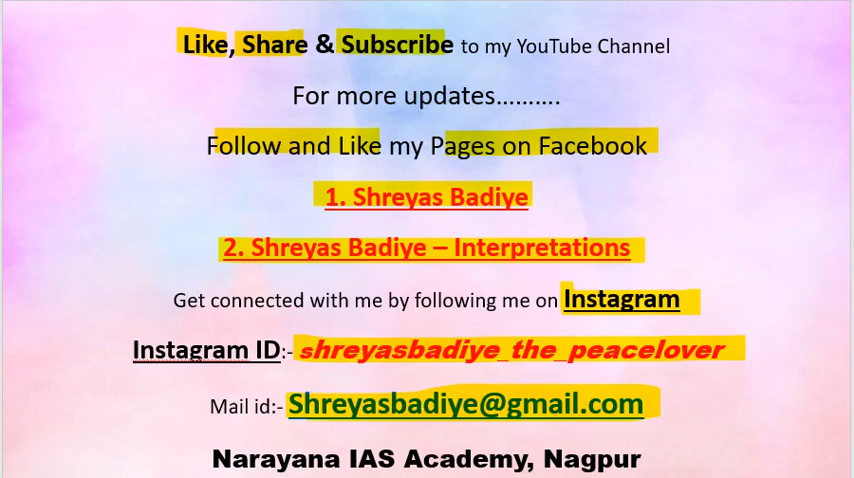 Like, Share & Subscribe to my YouTube Channel
For more updates……….
Follow and Like my Pages on Facebook
1. Shreyas Badiye
2. Shreyas Badiye – Interpretations
Get connected with me by following me on Instagram
Instagram ID:- shreyasbadiye_the_peacelover
Mail id:- Shreyasbadiye@gmail.com
Narayana IAS Academy, Nagpur